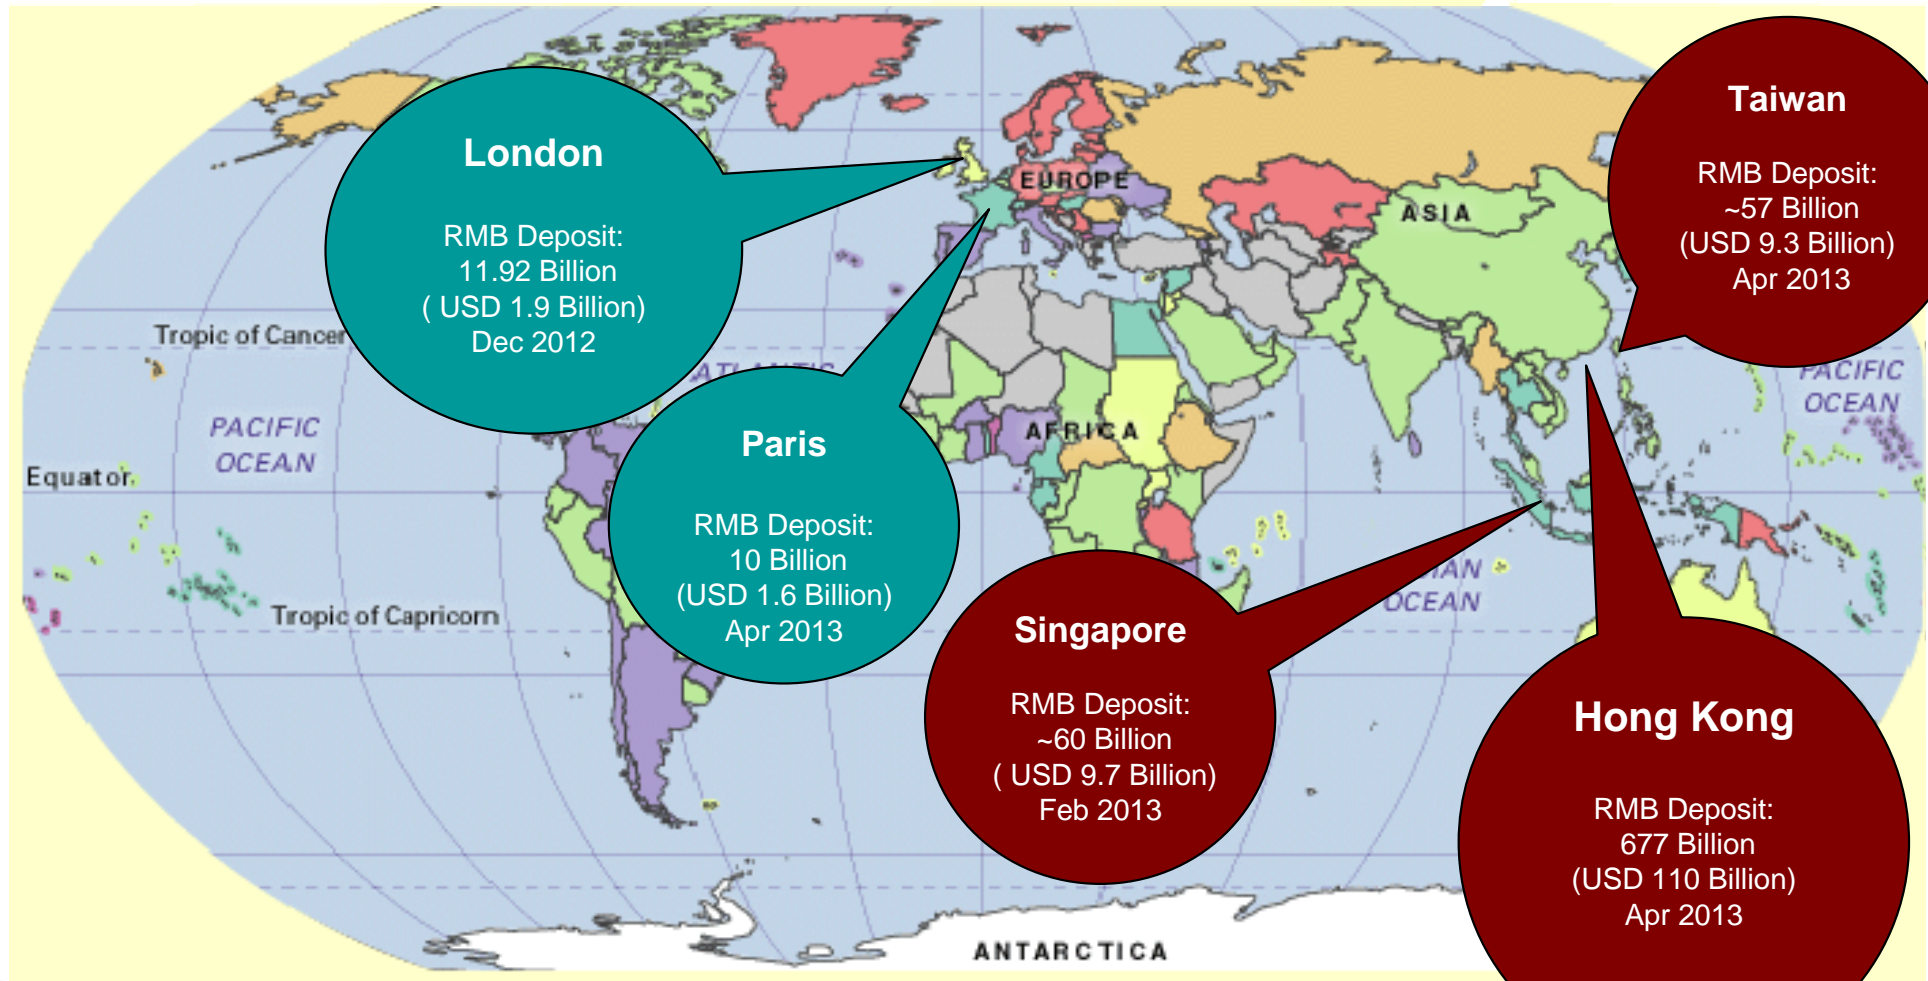 London
RMB Deposit:
11.92 Billion
( USD 1.9 Billion)
Dec 2012
Paris
RMB Deposit:
10 Billion
(USD 1.6 Billion)
Apr 2013
Singapore
RMB Deposit:
~60 Billion
( USD 9.7 Billion)
Feb 2013
Taiwan
RMB Deposit:
~57 Billion
(USD 9.3 Billion)
Apr 2013
Hong Kong
RMB Deposit:
677 Billion
(USD 110 Billion)
Apr 2013
EUROPE
ASIA
AFRICA
Tropic of Cancer
ATLANTIC
PACIFIC
OCEAN
Equator
Tropic of Capricorn
PACIFIC
OCEAN
OCEAN
ANTARCTICA